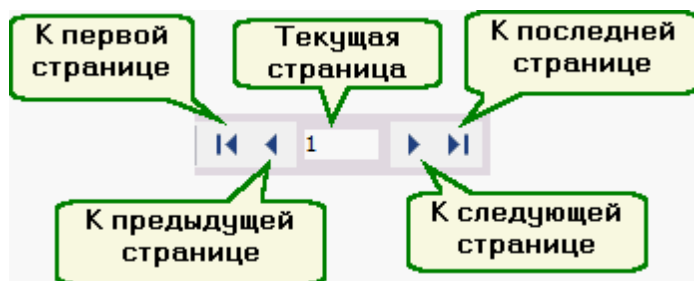 К первой
странице
Текущая
страница
К последней
странице
1
К предыдущей
странице
К следующей
странице